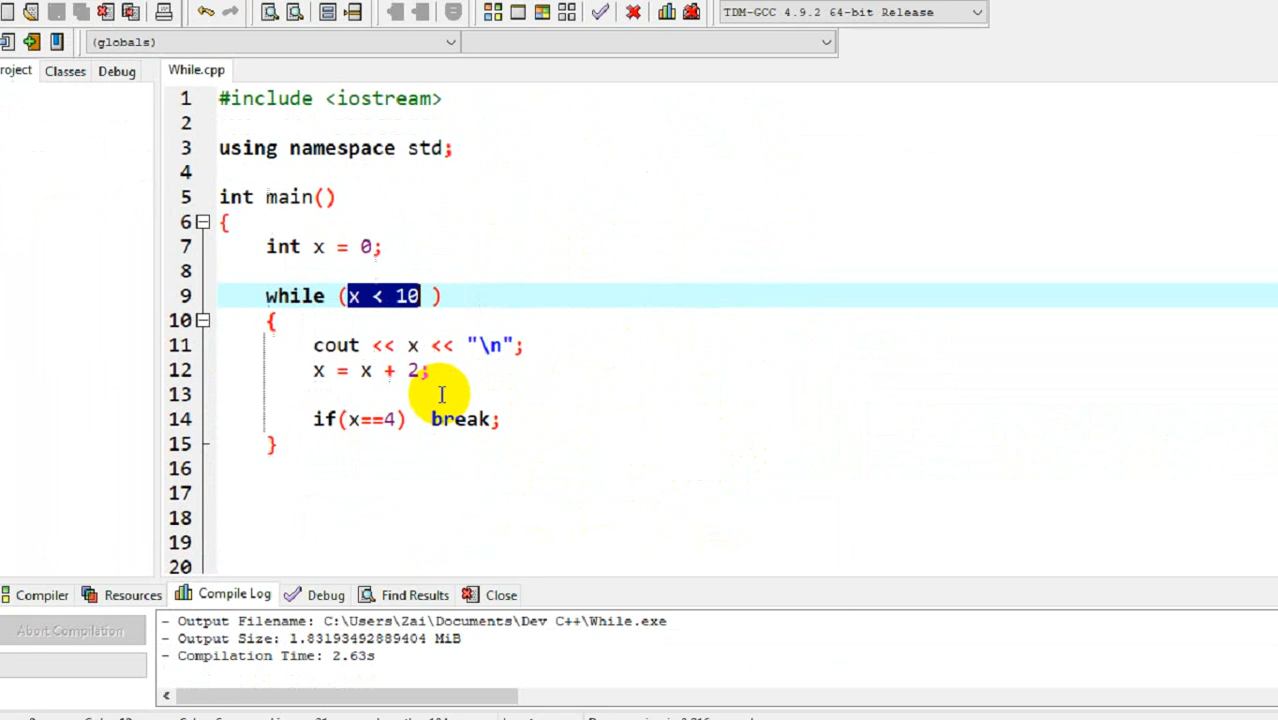 TDM-GCC 4.9.2 64-bit Release
(globals)
roject Classes Debug While.cpp
1 #include <iostream>
2
3 using namespace std;
4
5 int main()
6 {
7 int x = 0;
8
9 while (x < 10 )
10 {
11 cout << x << "\n";
12 x = x + 2;
13
14 if(x==4) break;
15 }
16
17
18
19
20
Compiler Resources Compile Log Debug Find Results Close
Abort Compilation
- Output Filename: C:\Users\Zai\Documents\Dev C++\While.exe
- Output Size: 1.83193492889404 MiB
- Compilation Time: 2.63s